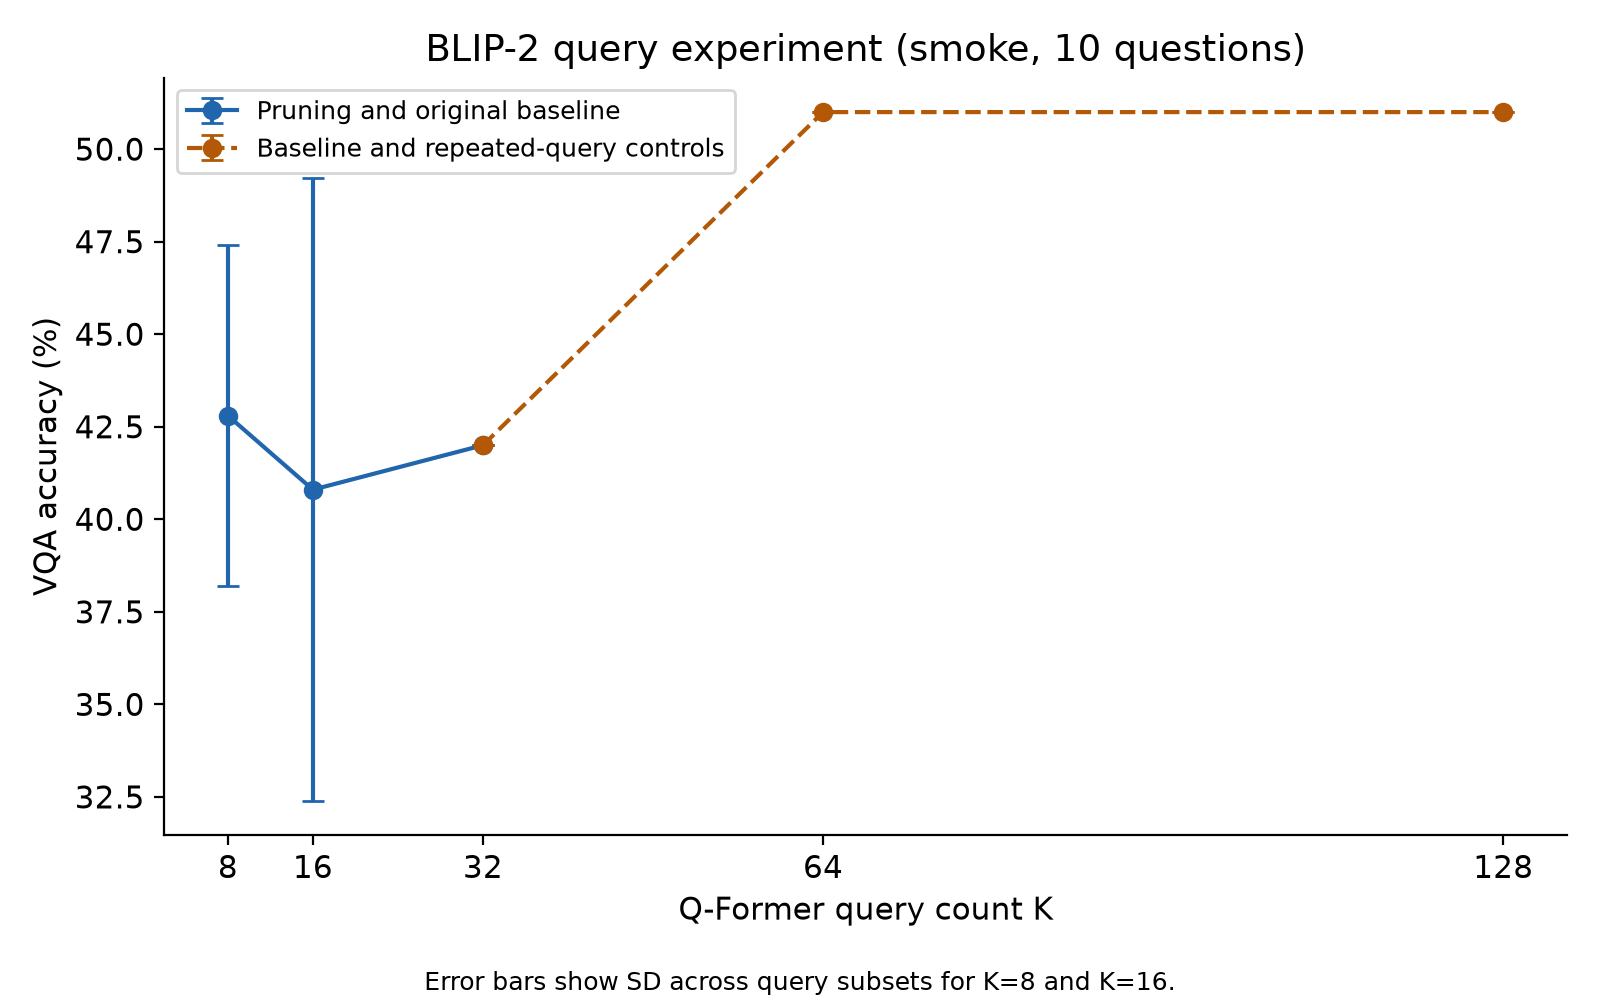 BLIP-2 query experiment (smoke, 10 questions)
Pruning and original baseline
Baseline and repeated-query controls
VQA accuracy (%)
50.0
47.5
45.0
42.5
40.0
37.5
35.0
32.5
8 16 32 64 128
Q-Former query count K
Error bars show SD across query subsets for K=8 and K=16.